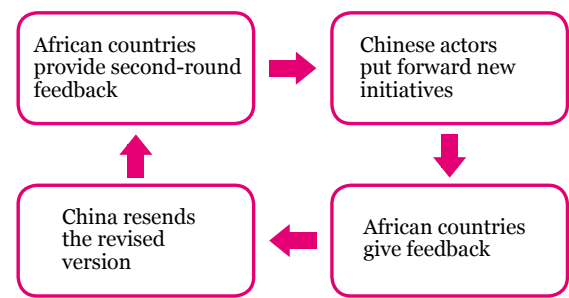 African countries
provide second-round
feedback
Chinese actors
put forward new
initiatives
China resends
the revised
version
African countries
give feedback